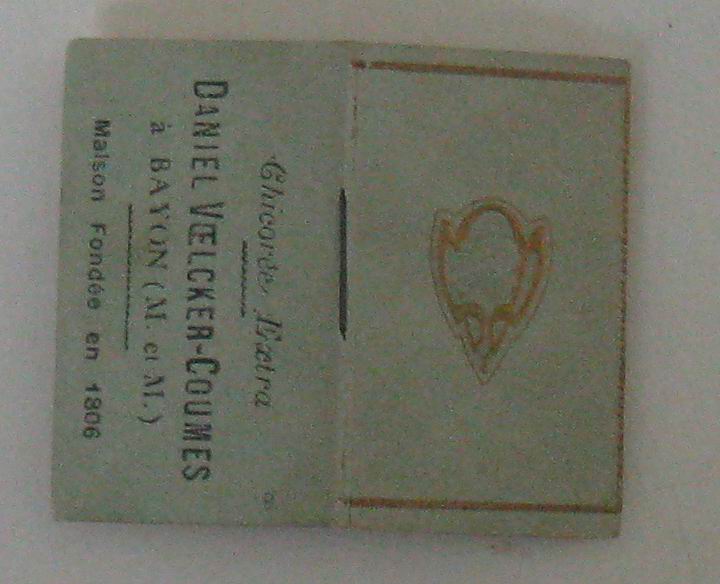 Chicorée Extra
DANIEL VŒLCKER-COUMES
à BAYON (M. et M.)
Maison Fondée en 1806